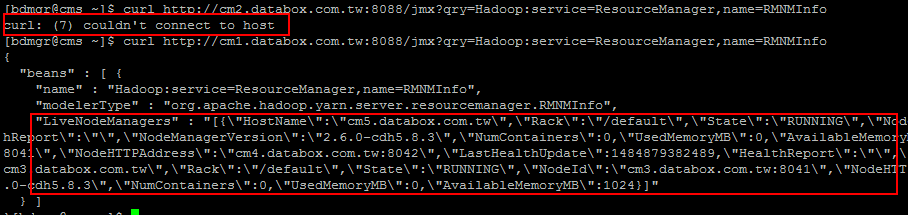 [bdmgr@cms ~]$ curl http://cm2.databox.com.tw:8088/jmx?qry=Hadoop:service=ResourceManager,name=RMNMInfo
curl: (7) couldn't connect to host
[bdmgr@cms ~]$ curl http://cm1.databox.com.tw:8088/jmx?qry=Hadoop:service=ResourceManager,name=RMNMInfo
{
  "beans" : [ {
    "name" : "Hadoop:service=ResourceManager,name=RMNMInfo",
    "modelerType" : "org.apache.hadoop.yarn.server.resourcemanager.RMNMInfo",
    "LiveNodeManagers" : "[{\"HostName\":\"cm5.databox.com.tw\",\"Rack\":\"/default\",\"State\":\"RUNNING\",\"Nod
hReport\":\"\",\"NodeManagerVersion\":\"2.6.0-cdh5.8.3\",\"NumContainers\":0,\"UsedMemoryMB\":0,\"AvailableMemory
8041\",\"NodeHTTPAddress\":\"cm4.databox.com.tw:8042\",\"LastHealthUpdate\":1484879382489,\"HealthReport\":\"\",\
cm3.databox.com.tw\",\"Rack\":\"/default\",\"State\":\"RUNNING\",\"NodeId\":\"cm3.databox.com.tw:8041\",\"NodeHTT
.0-cdh5.8.3\",\"NumContainers\":0,\"UsedMemoryMB\":0,\"AvailableMemoryMB\":1024}]"
  } ]